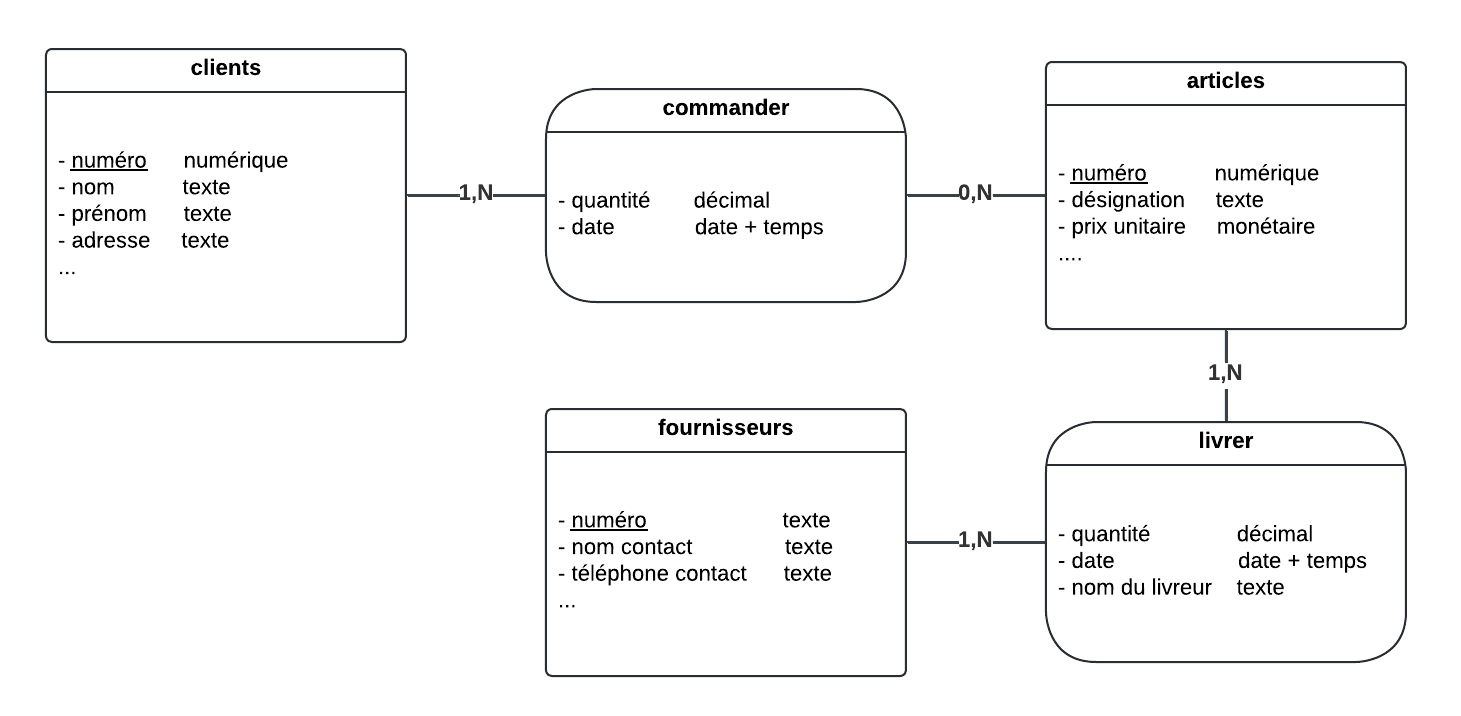 clients
- numéro numérique
- nom texte
- prénom texte
- adresse texte
...
1,N
commander
- quantité décimal
- date date + temps
0,N
articles
- numéro numérique
- désignation texte
- prix unitaire monétaire
....
1,N
fournisseurs
- numéro texte
- nom contact texte
- téléphone contact texte
...
1,N
livrer
- quantité décimal
- date date + temps
- nom du livreur texte